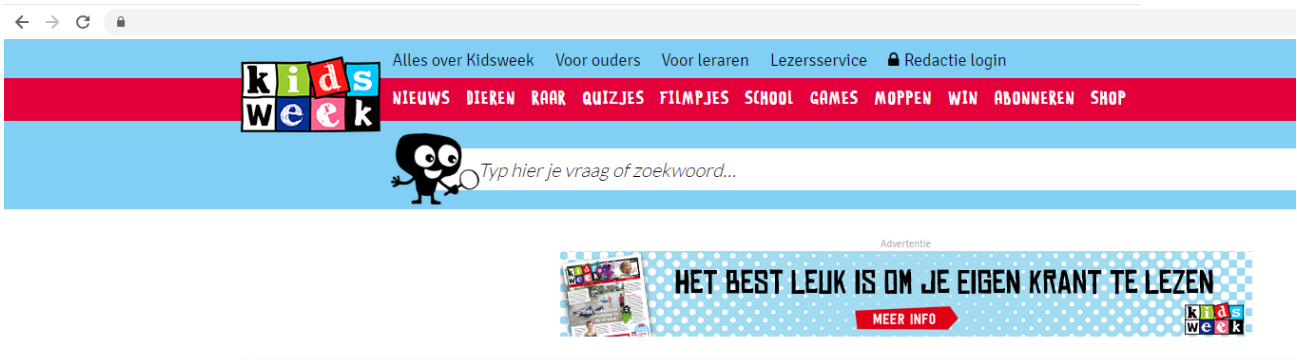 Alles over Kidsweek Voor ouders Voor leraren Lezersservice Redactie login
kids
week
NIEUWS DIEREN RAAR QUIZJES FILMPJES SCHOOL GAMES MOPPEN WIN ABONNEREN SHOP
Typ hier je vraag of zoekwoord...
Advertentie
kids
week
HET BEST LEUK IS OM JE EIGEN KRANT TE LEZEN
MEER INFO
kids
week